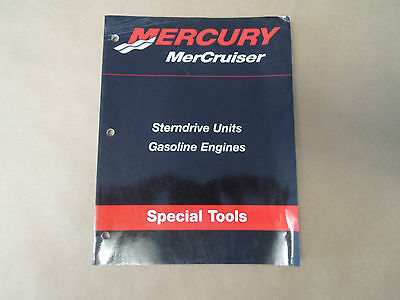 MERCURY
MerCruiser
Sterndrive Units
Gasoline Engines
Special Tools